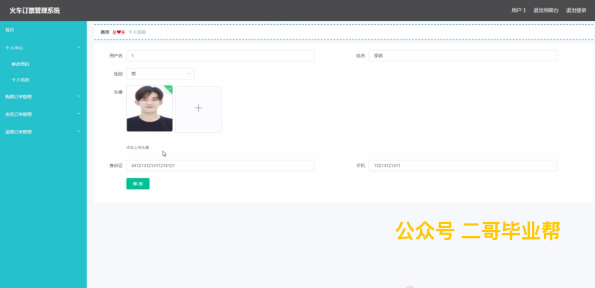 火车订票管理系统
用户 1 退出到前台 退出登录
首页
首页 个人信息
个人中心
修改密码
个人信息
购票订单管理
改签订单管理
退票订单管理
用户名 1
姓名
性别 男
头像
点击上传头像
身份证
手机
修 改
公众号 二哥毕业帮